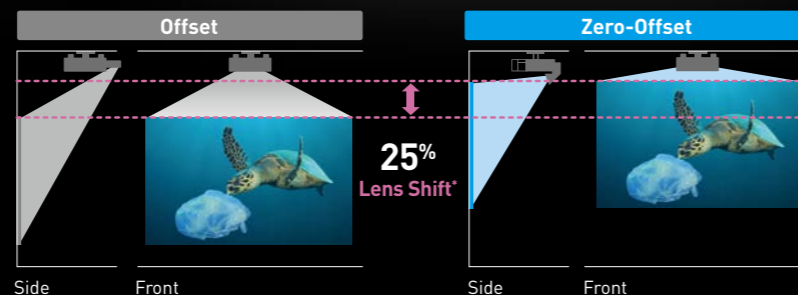 Offset
Zero-Offset
25%
Lens Shift*
Side
Front
Side
Front